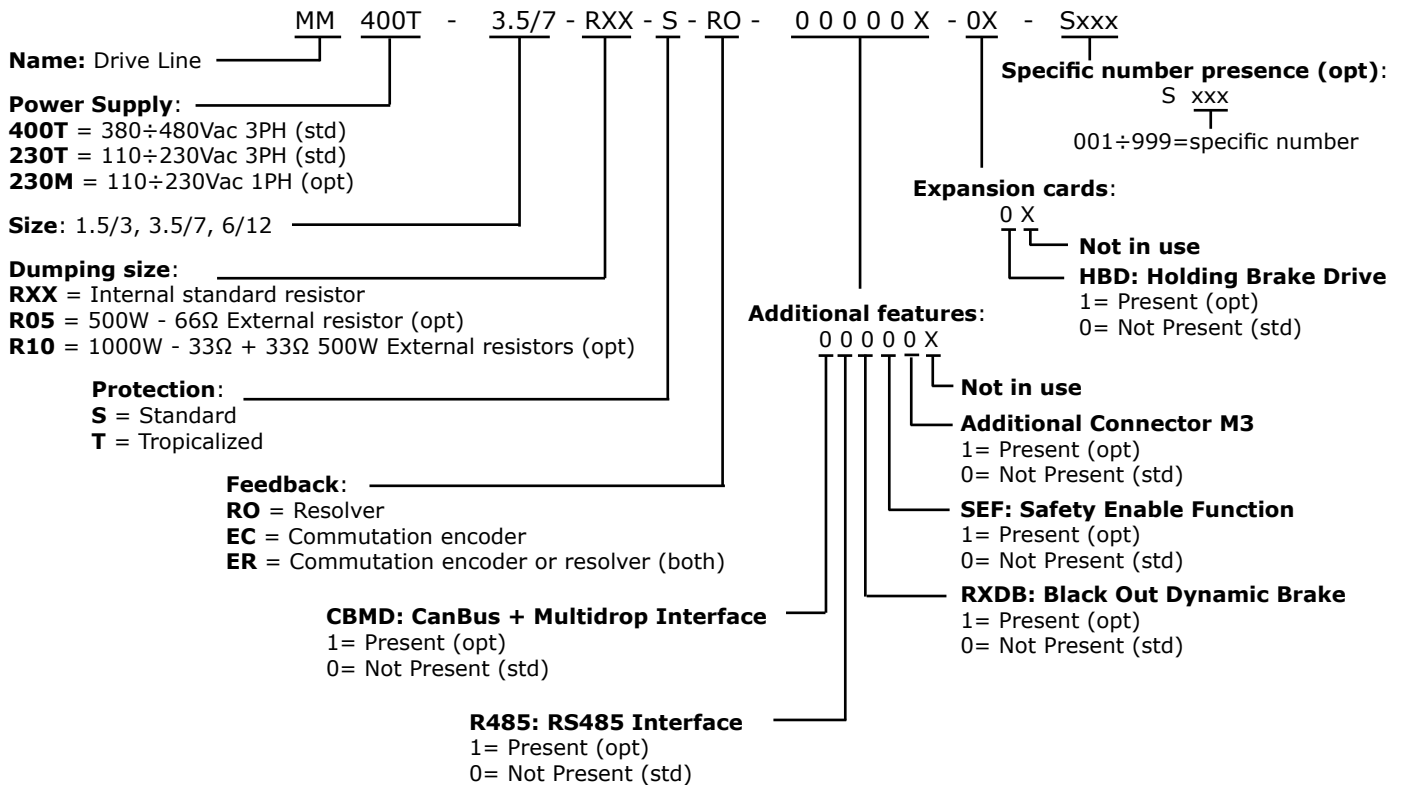 MM 400T - 3.5/7 - RXX - S - RO - 0 0 0 0 0 X - 0X - Sxxx
Name: Drive Line
Power Supply:
400T = 380÷480Vac 3PH (std)
230T = 110÷230Vac 3PH (std)
230M = 110÷230Vac 1PH (opt)
Size: 1.5/3, 3.5/7, 6/12
Dumping size:
RXX = Internal standard resistor
R05 = 500W - 66Ω External resistor (opt)
R10 = 1000W - 33Ω + 33Ω 500W External resistors (opt)
Protection:
S = Standard
T = Tropicalized
Feedback:
RO = Resolver
EC = Commutation encoder
ER = Commutation encoder or resolver (both)
CBMD: CanBus + Multidrop Interface
1= Present (opt)
0= Not Present (std)
R485: RS485 Interface
1= Present (opt)
0= Not Present (std)
Additional features:
0 0 0 0 0 X
Not in use
Additional Connector M3
1= Present (opt)
0= Not Present (std)
SEF: Safety Enable Function
1= Present (opt)
0= Not Present (std)
RXDB: Black Out Dynamic Brake
1= Present (opt)
0= Not Present (std)
Expansion cards:
0 X
Not in use
HBD: Holding Brake Drive
1= Present (opt)
0= Not Present (std)
Specific number presence (opt):
S xxx
001÷999=specific number